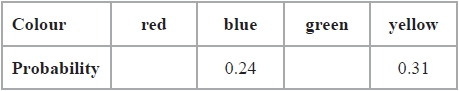 Colour red blue green yellow
Probability 0.24 0.31